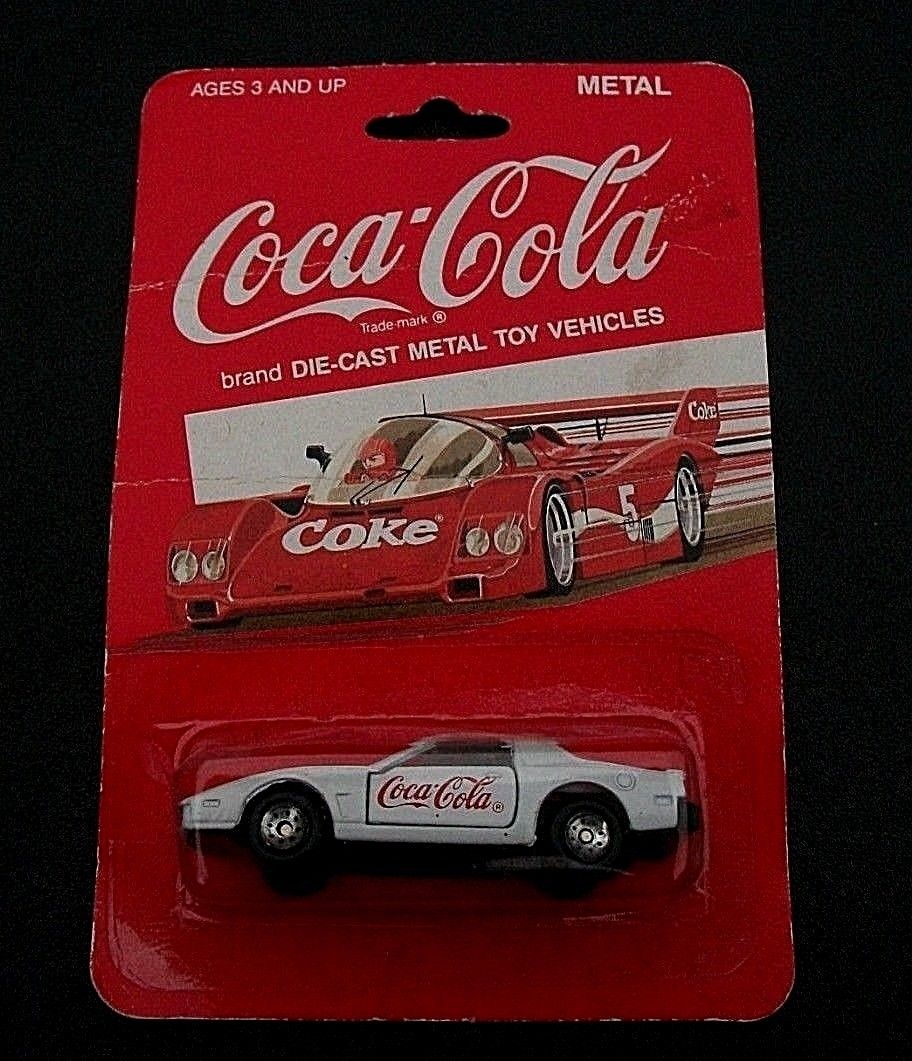 AGES 3 AND UP METAL
Coca-Cola
Trade-mark ®
brand DIE-CAST METAL TOY VEHICLES
Coke
Coke®
5
Coca-Cola®